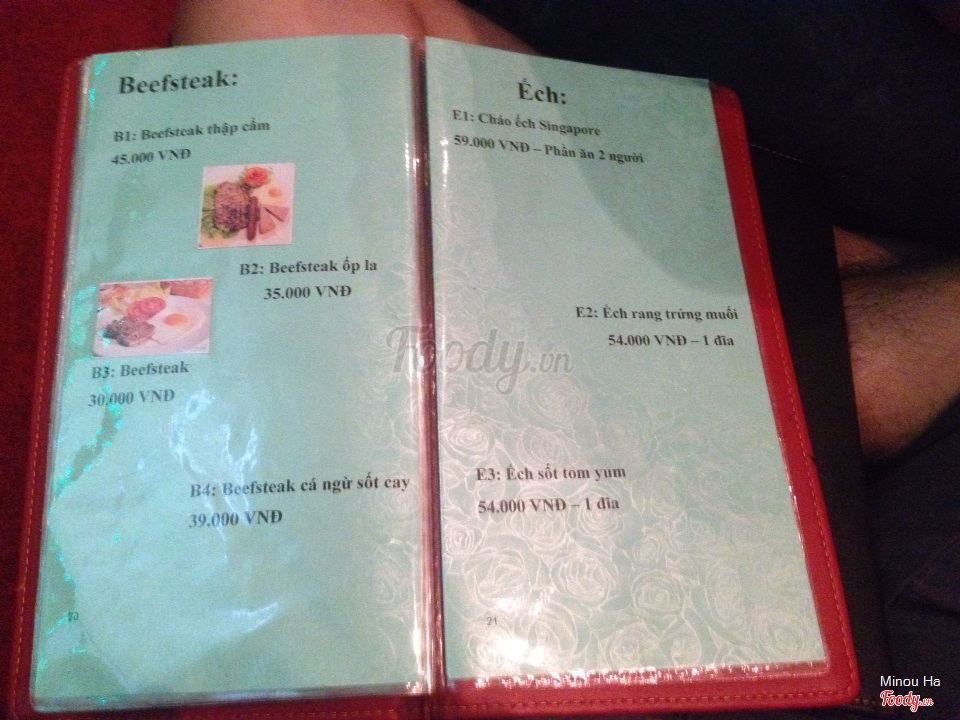 Beefsteak:
B1: Beefsteak thập cẩm
45.000 VNĐ
B2: Beefsteak ốp la
35.000 VNĐ
B3: Beefsteak
30.000 VNĐ
B4: Beefsteak cá ngừ sốt cay
39.000 VNĐ
20
Ếch:
E1: Cháo ếch Singapore
59.000 VNĐ – Phần ăn 2 người
E2: Ếch rang trứng muối
54.000 VNĐ – 1 đĩa
E3: Ếch sốt tom yum
54.000 VNĐ – 1 đĩa
21
Foody.vn
Minou Ha
Foody.vn